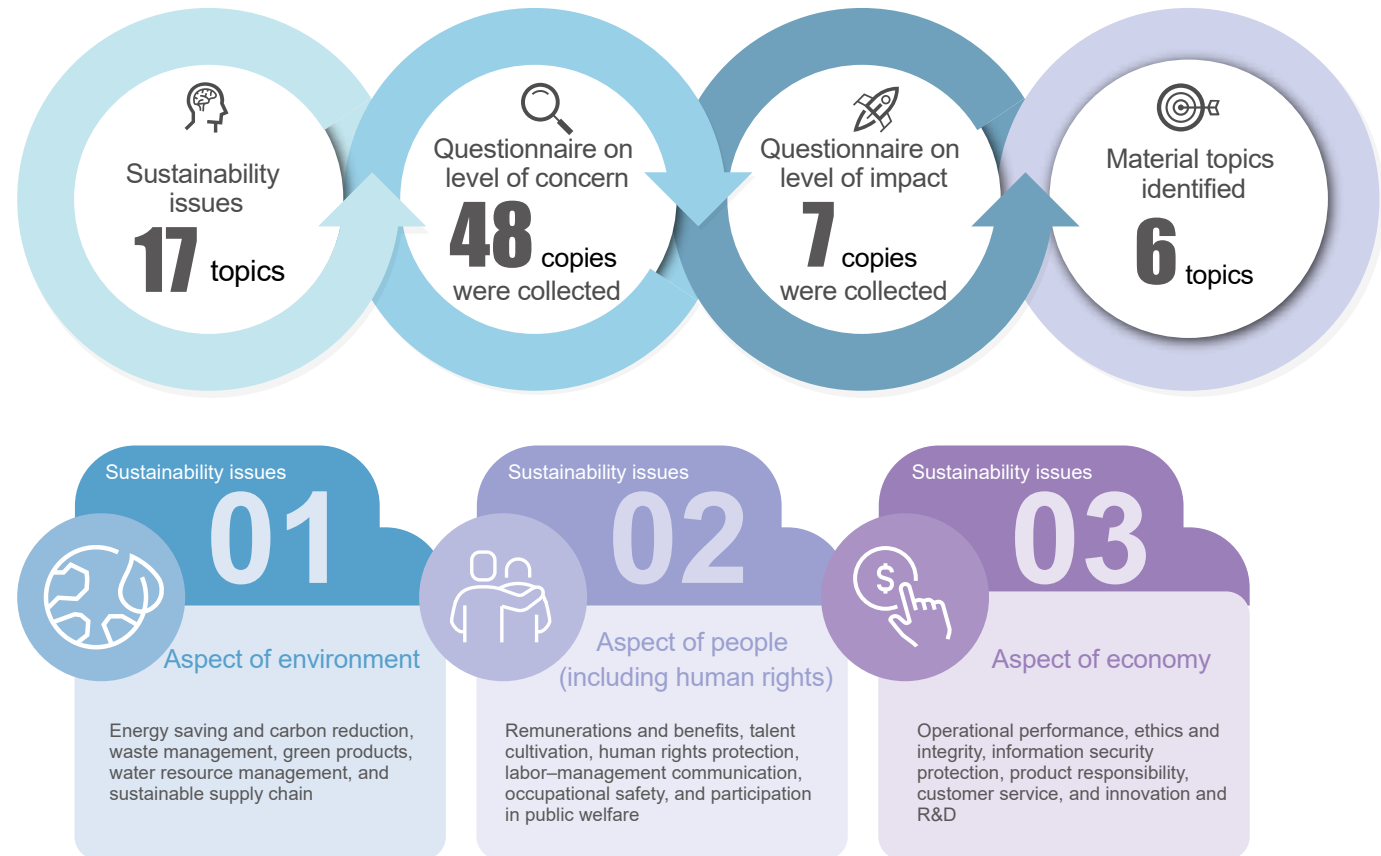 Sustainability
issues
17 topics
Questionnaire on
level of concern
48 copies
were collected
Questionnaire on
level of impact
7 copies
were collected
Material topics
identified
6 topics
Sustainability issues
01
Aspect of environment
Energy saving and carbon reduction,
waste management, green products,
water resource management, and
sustainable supply chain
Sustainability issues
02
Aspect of people
(including human rights)
Remunerations and benefits, talent
cultivation, human rights protection,
labor–management communication,
occupational safety, and participation
in public welfare
Sustainability issues
03
$
Aspect of economy
Operational performance, ethics and
integrity, information security
protection, product responsibility,
customer service, and innovation and
R&D